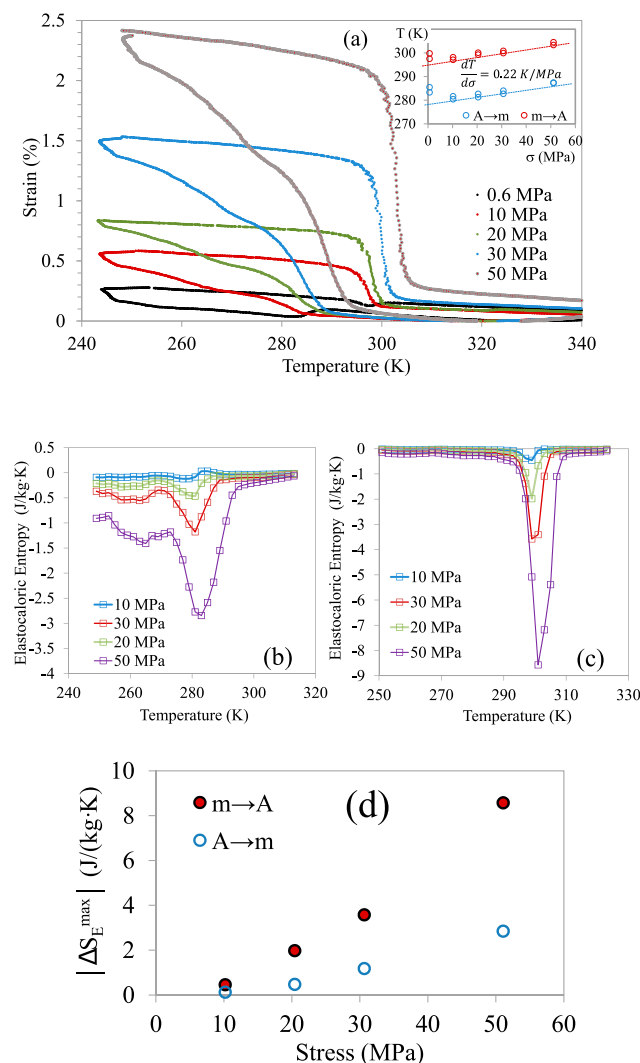 (a)
Strain (%)
2.5
2
1.5
1
0.5
0
240
260
280
300
320
340
Temperature (K)
T (K)
300
290
280
270
dT/dσ = 0.22 K/MPa
0 10 20 30 40 50 60
A→m m→A
σ (MPa)
0.6 MPa
10 MPa
20 MPa
30 MPa
50 MPa
Elastocaloric Entropy (J/kg·K)
0.5
0
-0.5
-1
-1.5
-2
-2.5
-3
-3.5
-4
10 MPa
30 MPa
20 MPa
50 MPa
(b)
240 260 280 300 320
Temperature (K)
Elastocaloric Entropy (J/kg·K)
0
-1
-2
-3
-4
-5
-6
-7
-8
-9
10 MPa
30 MPa
20 MPa
50 MPa
(c)
250 270 290 310 330
Temperature (K)
|ΔS_E^max| (J/(kg·K)
10
8
6
4
2
0
m→A
A→m
(d)
0 10 20 30 40 50 60
Stress (MPa)